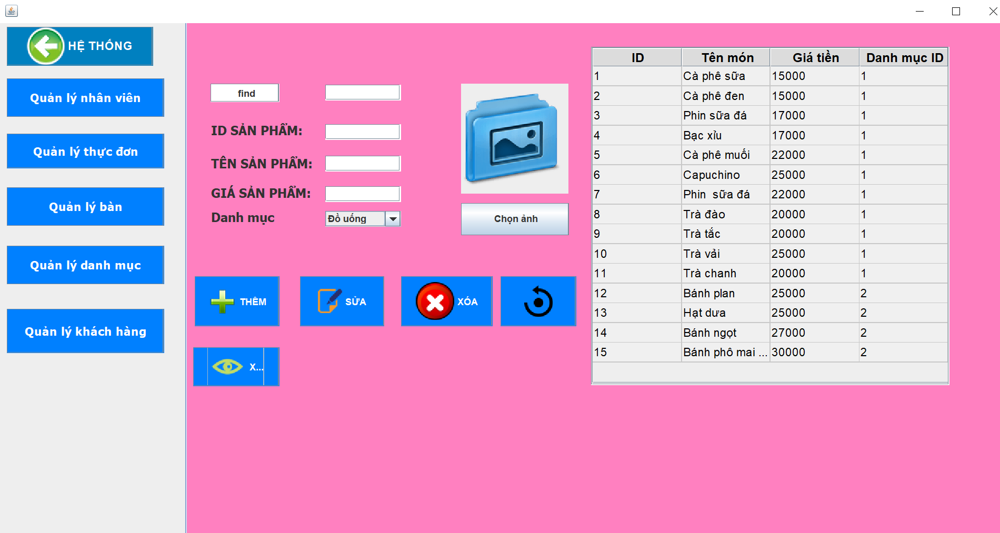 HỆ THỐNG
Quản lý nhân viên
Quản lý thực đơn
Quản lý bàn
Quản lý danh mục
Quản lý khách hàng
find
ID SẢN PHẨM:
TÊN SẢN PHẨM:
GIÁ SẢN PHẨM:
Danh mục Đồ uống
Chọn ảnh
THÊM SỬA XÓA
X...
ID Tên món Giá tiền Danh mục ID
1 Cà phê sữa 15000 1
2 Cà phê đen 15000 1
3 Phin sữa đá 17000 1
4 Bạc xỉu 17000 1
5 Cà phê muối 22000 1
6 Capuchino 25000 1
7 Phin  sữa đá 22000 1
8 Trà đào 20000 1
9 Trà tắc 20000 1
10 Trà vải 25000 1
11 Trà chanh 20000 1
12 Bánh plan 25000 2
13 Hạt dưa 25000 2
14 Bánh ngọt 27000 2
15 Bánh phô mai ... 30000 2